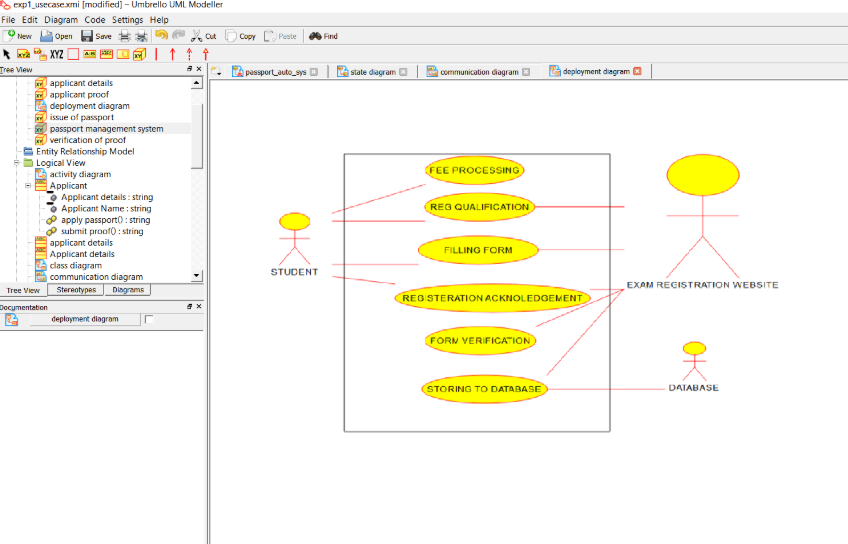 exp1_usecase.xmi [modified] – Umbrello UML Modeller
File Edit Diagram Code Settings Help
New Open Save Cut Copy Paste Find
XYZ
Tree View
passport_auto_sys state diagram communication diagram deployment diagram
applicant details
applicant proof
deployment diagram
issue of passport
passport management system
verification of proof
Entity Relationship Model
Logical View
activity diagram
Applicant
Applicant details : string
Applicant Name : string
apply passport() : string
submit proof() : string
applicant details
Applicant details
class diagram
communication diagram
Tree View Stereotypes Diagrams
Documentation
deployment diagram
FEE PROCESSING
REG QUALIFICATION
FILLING FORM
STUDENT
EXAM REGISTRATION WEBSITE
REGISTERATION ACKNOLEDGEMENT
FORM VERIFICATION
STORING TO DATABASE
DATABASE